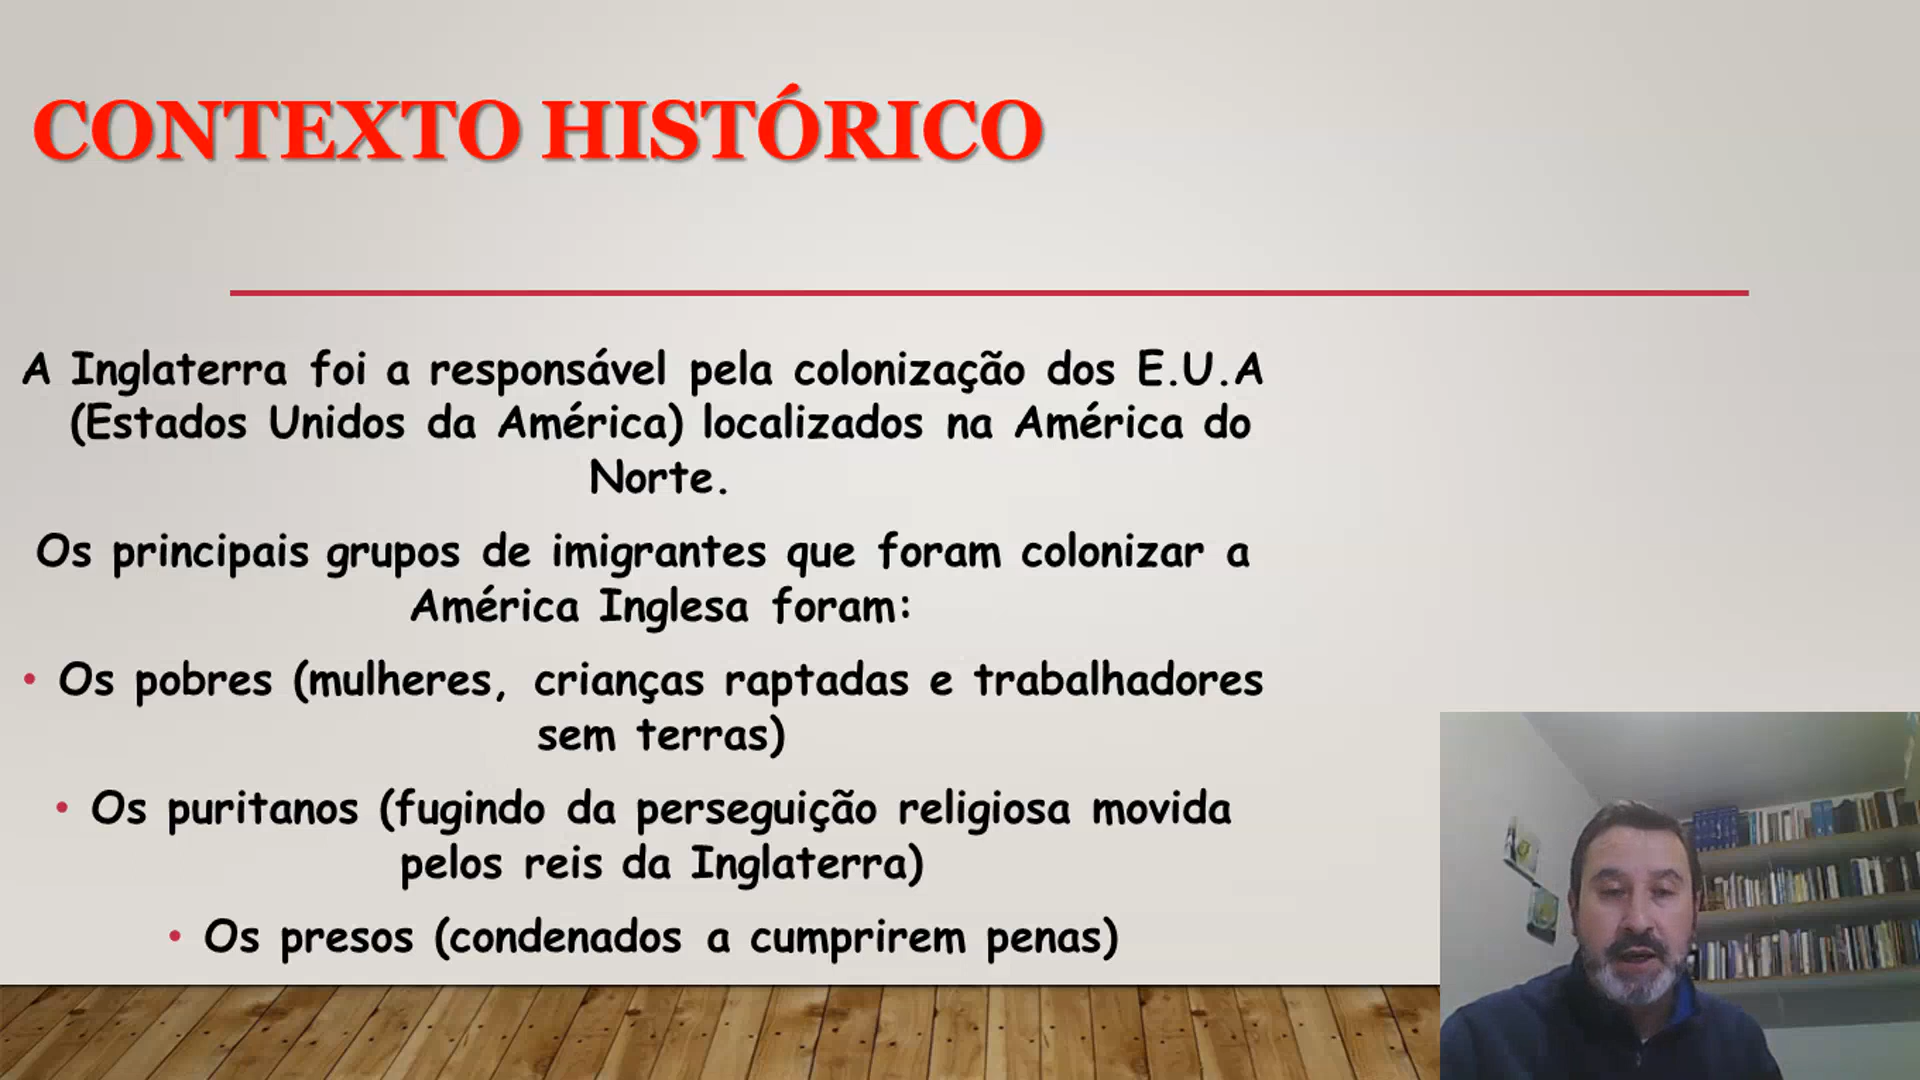 CONTEXTO HISTÓRICO
A Inglaterra foi a responsável pela colonização dos E.U.A
(Estados Unidos da América) localizados na América do
Norte.
Os principais grupos de imigrantes que foram colonizar a
América Inglesa foram:
• Os pobres (mulheres, crianças raptadas e trabalhadores
sem terras)
• Os puritanos (fugindo da perseguição religiosa movida
pelos reis da Inglaterra)
• Os presos (condenados a cumprirem penas)